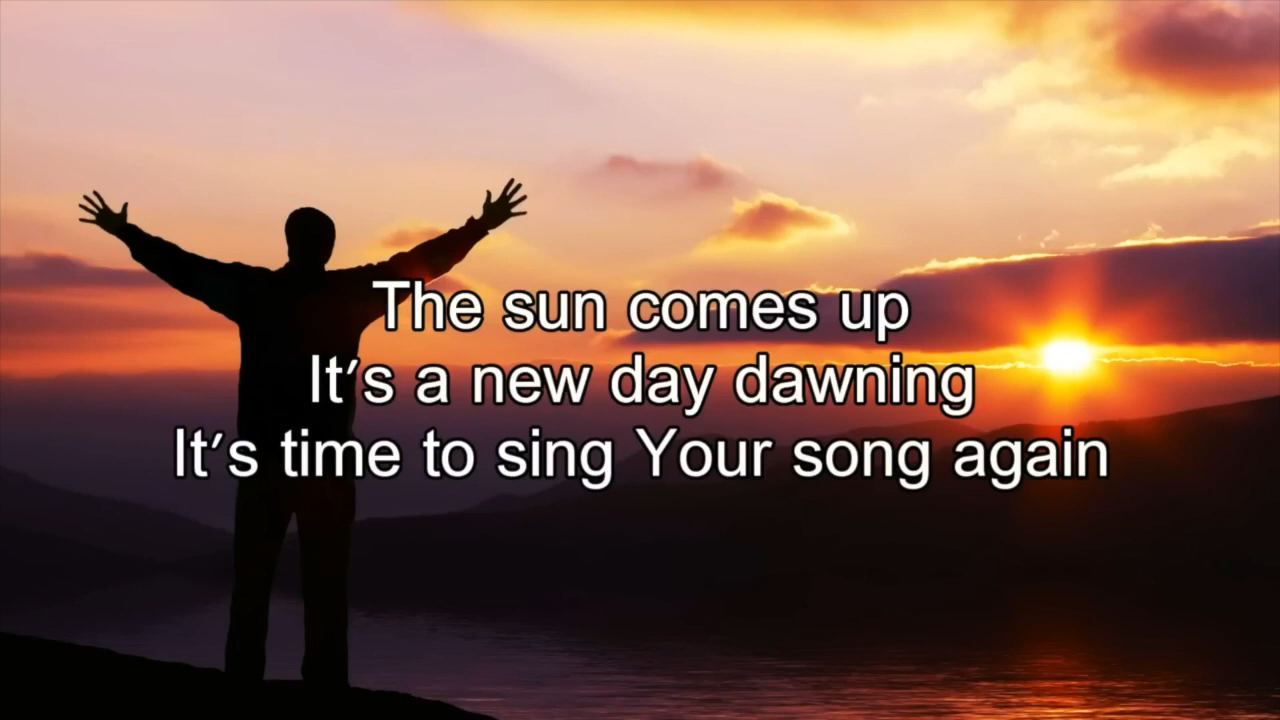 The sun comes up
It's a new day dawning
It's time to sing Your song again